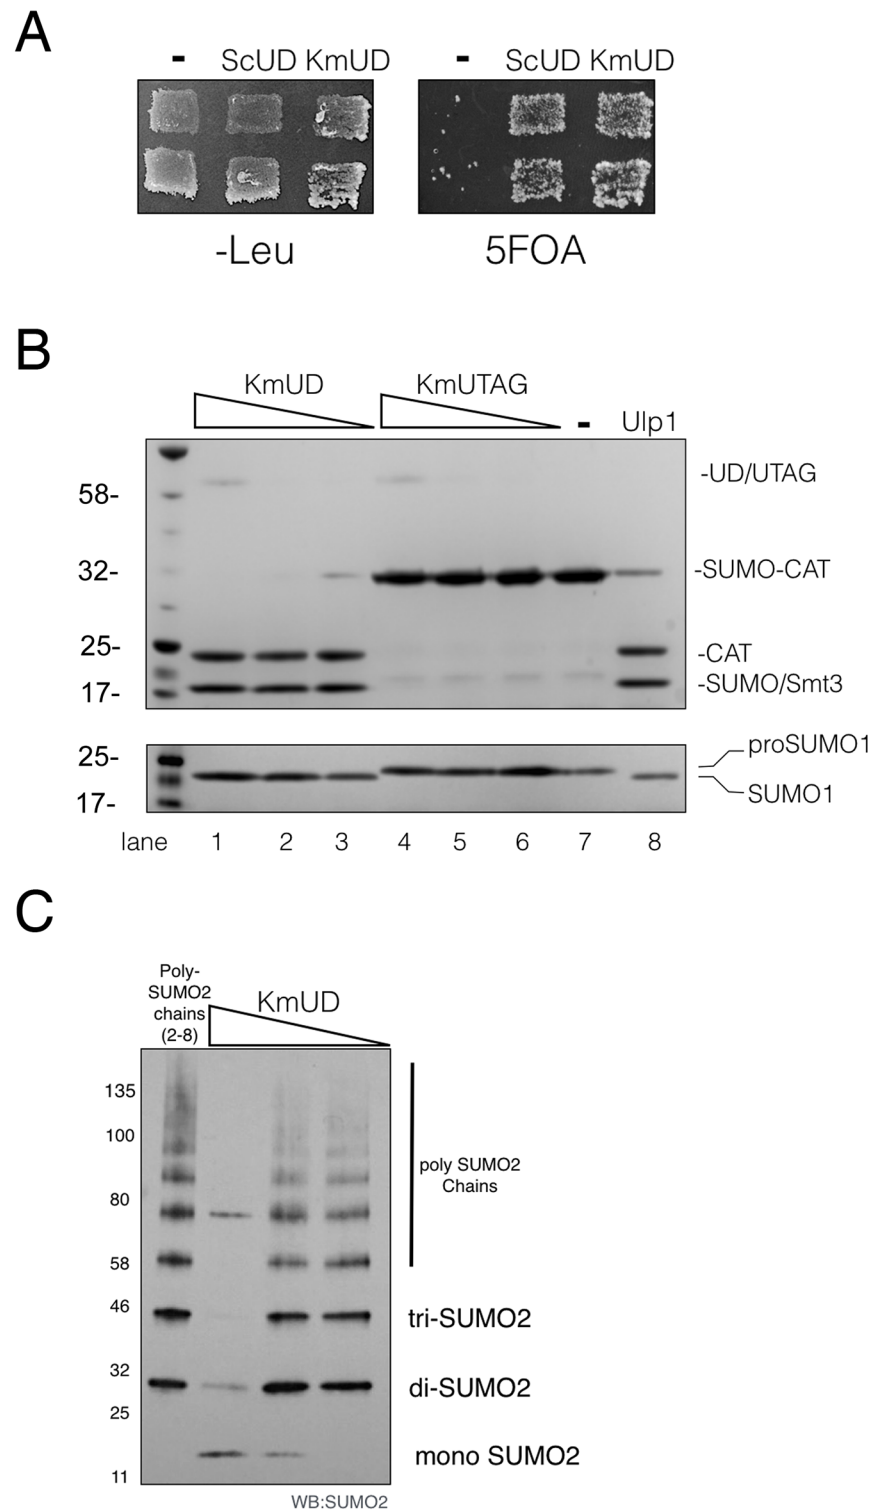 A
- ScUD KmUD
- ScUD KmUD
-Leu
5FOA
B
KmUD
KmUTAG
-
Ulp1
58-
32-
25-
17-
-UD/UTAG
-SUMO-CAT
-CAT
-SUMO/Smt3
25-
17-
proSUMO1
SUMO1
lane 1 2 3 4 5 6 7 8
C
Poly-
SUMO2
chains
(2-8)
KmUD
135
100
80
58
46
32
25
11
poly SUMO2
Chains
tri-SUMO2
di-SUMO2
mono SUMO2
WB:SUMO2